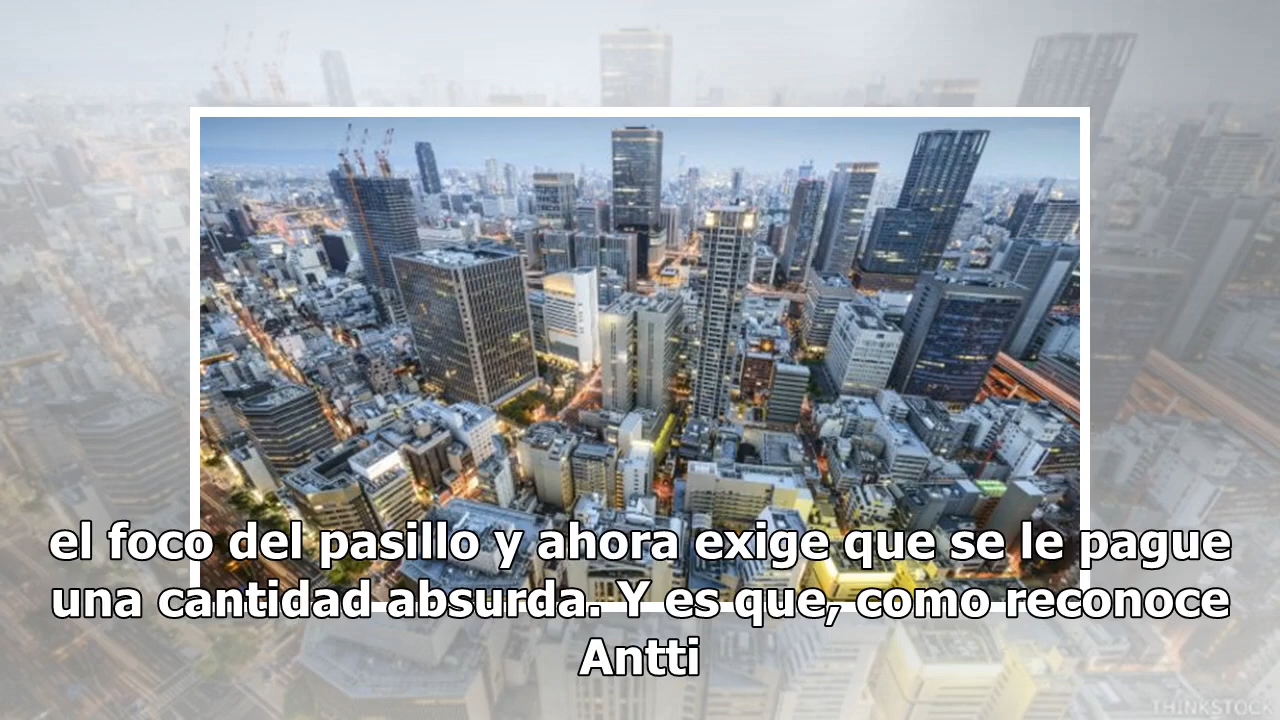 el foco del pasillo y ahora exige que se le pague
una cantidad absurda. Y es que, como reconoce
Antti
THINKSTOCK